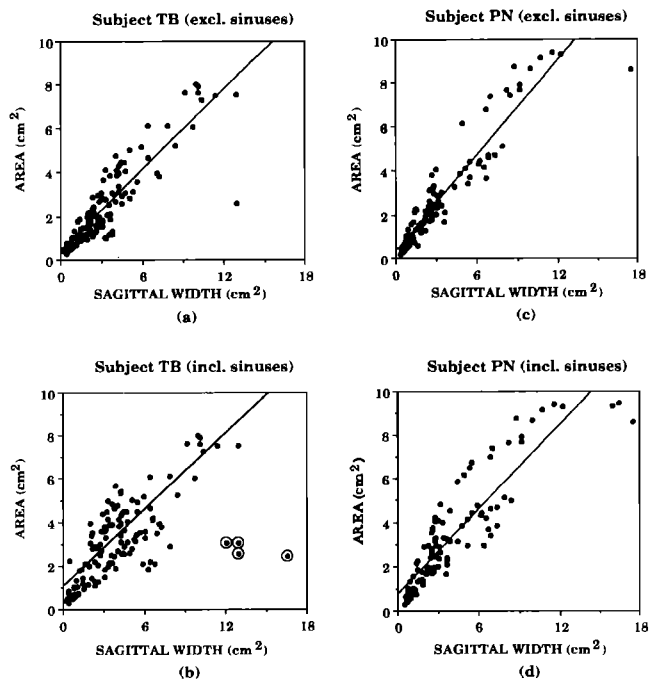 Subject TB (excl. sinuses)
10
8
6
4
2
0
0
6
12
18
AREA (cm²)
SAGITTAL WIDTH (cm²)
(a)
Subject PN (excl. sinuses)
10
8
6
4
2
0
0
6
12
18
AREA (cm²)
SAGITTAL WIDTH (cm²)
(c)
Subject TB (incl. sinuses)
10
8
6
4
2
0
0
6
12
18
AREA (cm²)
SAGITTAL WIDTH (cm²)
(b)
Subject PN (incl. sinuses)
10
8
6
4
2
0
0
6
12
18
AREA (cm²)
SAGITTAL WIDTH (cm²)
(d)